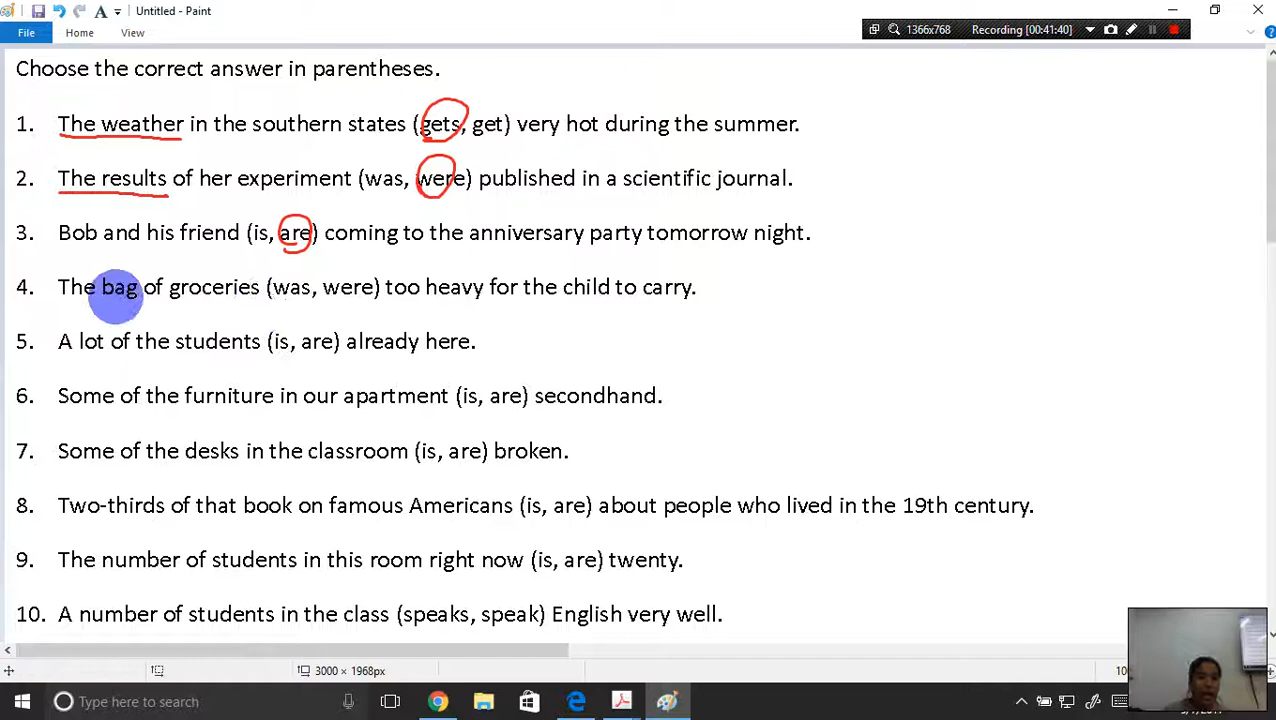 Untitled - Paint
File Home View
1366x768 Recording [00:41:40]
Choose the correct answer in parentheses.
1. The weather in the southern states (gets, get) very hot during the summer.
2. The results of her experiment (was, were) published in a scientific journal.
3. Bob and his friend (is, are) coming to the anniversary party tomorrow night.
4. The bag of groceries (was, were) too heavy for the child to carry.
5. A lot of the students (is, are) already here.
6. Some of the furniture in our apartment (is, are) secondhand.
7. Some of the desks in the classroom (is, are) broken.
8. Two-thirds of that book on famous Americans (is, are) about people who lived in the 19th century.
9. The number of students in this room right now (is, are) twenty.
10. A number of students in the class (speaks, speak) English very well.
3000 × 1968px
Type here to search